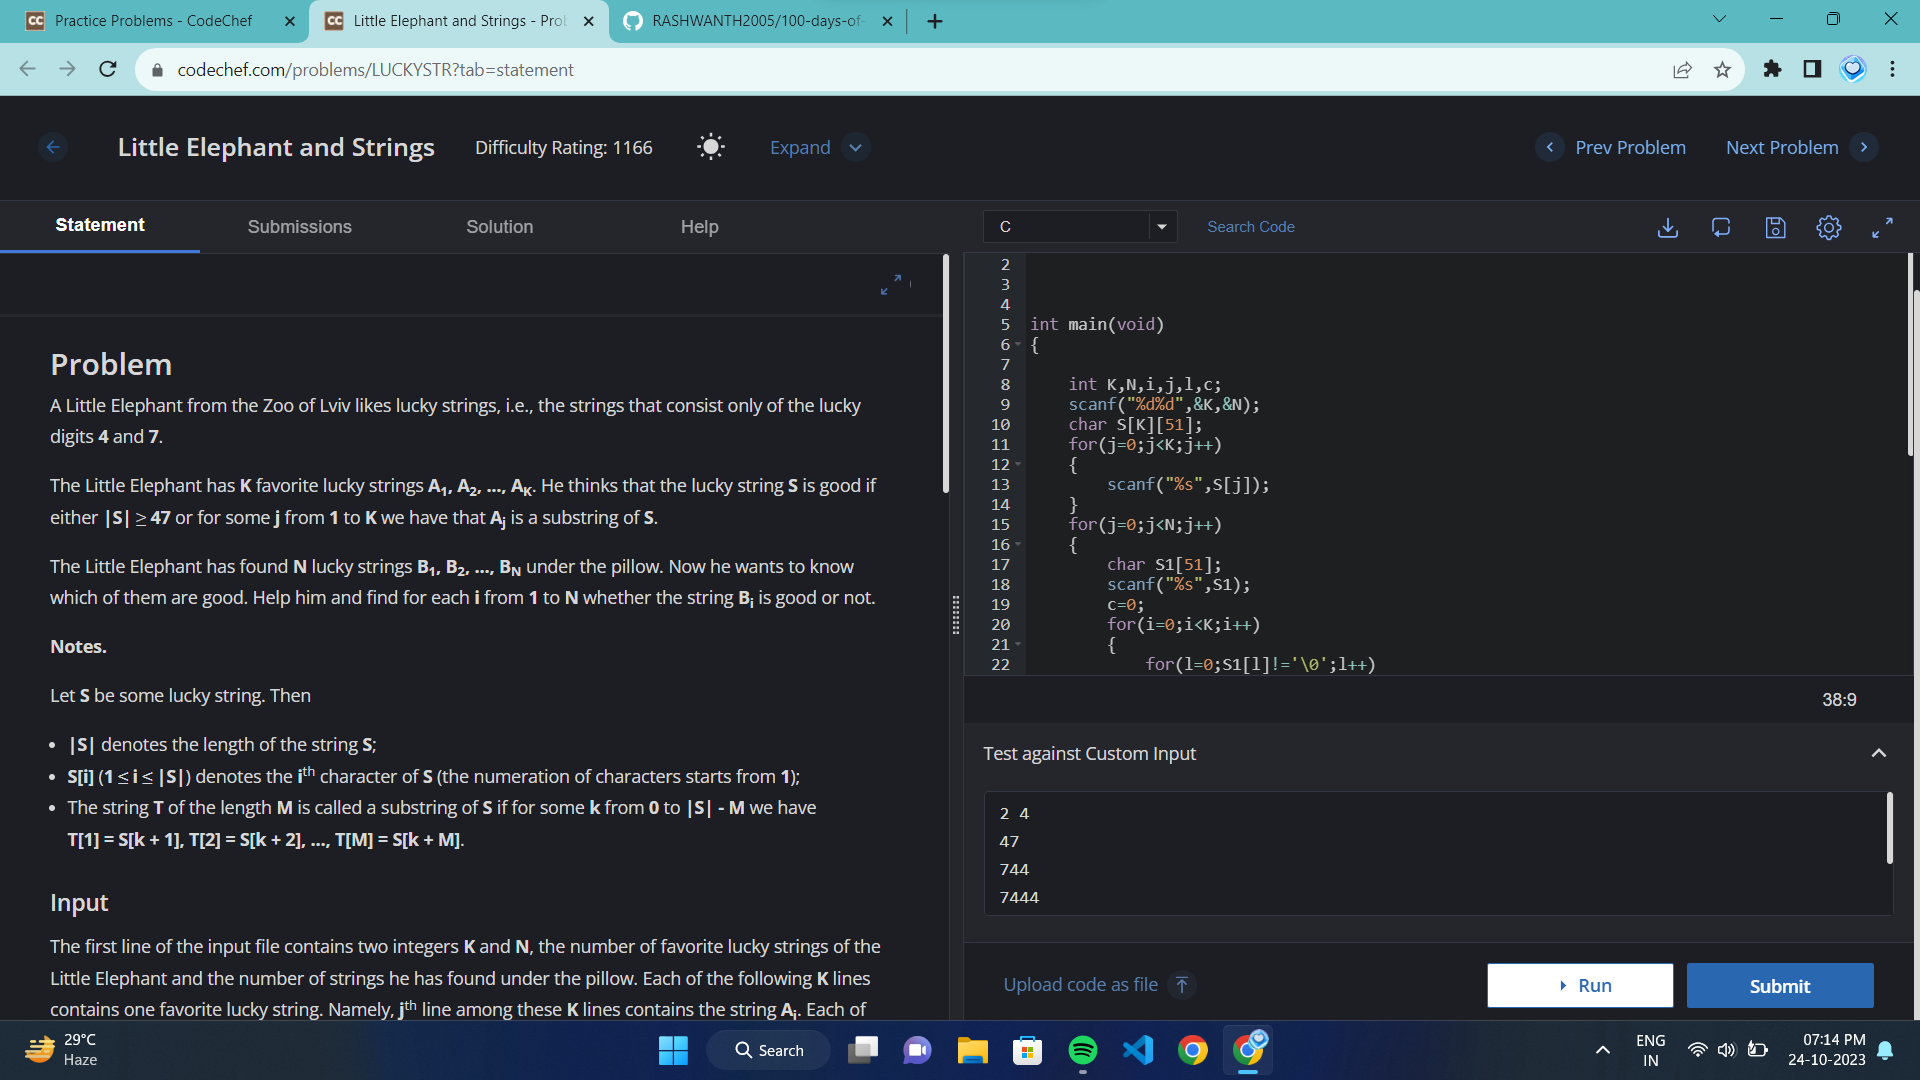 Practice Problems - CodeChef
Little Elephant and Strings - Prob
RASHWANTH2005/100-days-of-
codechef.com/problems/LUCKYSTR?tab=statement
Little Elephant and Strings
Difficulty Rating: 1166
Expand
Prev Problem
Next Problem
Statement
Submissions
Solution
Help
Problem
A Little Elephant from the Zoo of Lviv likes lucky strings, i.e., the strings that consist only of the lucky
digits 4 and 7.
The Little Elephant has K favorite lucky strings A1, A2, ..., AK. He thinks that the lucky string S is good if
either |S| ≥ 47 or for some j from 1 to K we have that Aj is a substring of S.
The Little Elephant has found N lucky strings B1, B2, ..., BN under the pillow. Now he wants to know
which of them are good. Help him and find for each i from 1 to N whether the string Bi is good or not.
Notes.
Let S be some lucky string. Then
• |S| denotes the length of the string S;
• S[i] (1 ≤ i ≤ |S|) denotes the ith character of S (the numeration of characters starts from 1);
• The string T of the length M is called a substring of S if for some k from 0 to |S| - M we have
T[1] = S[k + 1], T[2] = S[k + 2], ..., T[M] = S[k + M].
Input
The first line of the input file contains two integers K and N, the number of favorite lucky strings of the
Little Elephant and the number of strings he has found under the pillow. Each of the following K lines
contains one favorite lucky string. Namely, jth line among these K lines contains the string Aj. Each of
C
Search Code
2
3
4
5 int main(void)
6 {
7
8 int K,N,i,j,l,c;
9 scanf("%d%d",&K,&N);
10 char S[K][51];
11 for(j=0;j<K;j++)
12 {
13 scanf("%s",S[j]);
14 }
15 for(j=0;j<N;j++)
16 {
17 char S1[51];
18 scanf("%s",S1);
19 c=0;
20 for(i=0;i<K;i++)
21 {
22 for(l=0;S1[l]!='\0';l++)
38:9
Test against Custom Input
2 4
47
744
7444
Upload code as file
Run
Submit
29°C
Haze
Search
ENG
IN
07:14 PM
24-10-2023